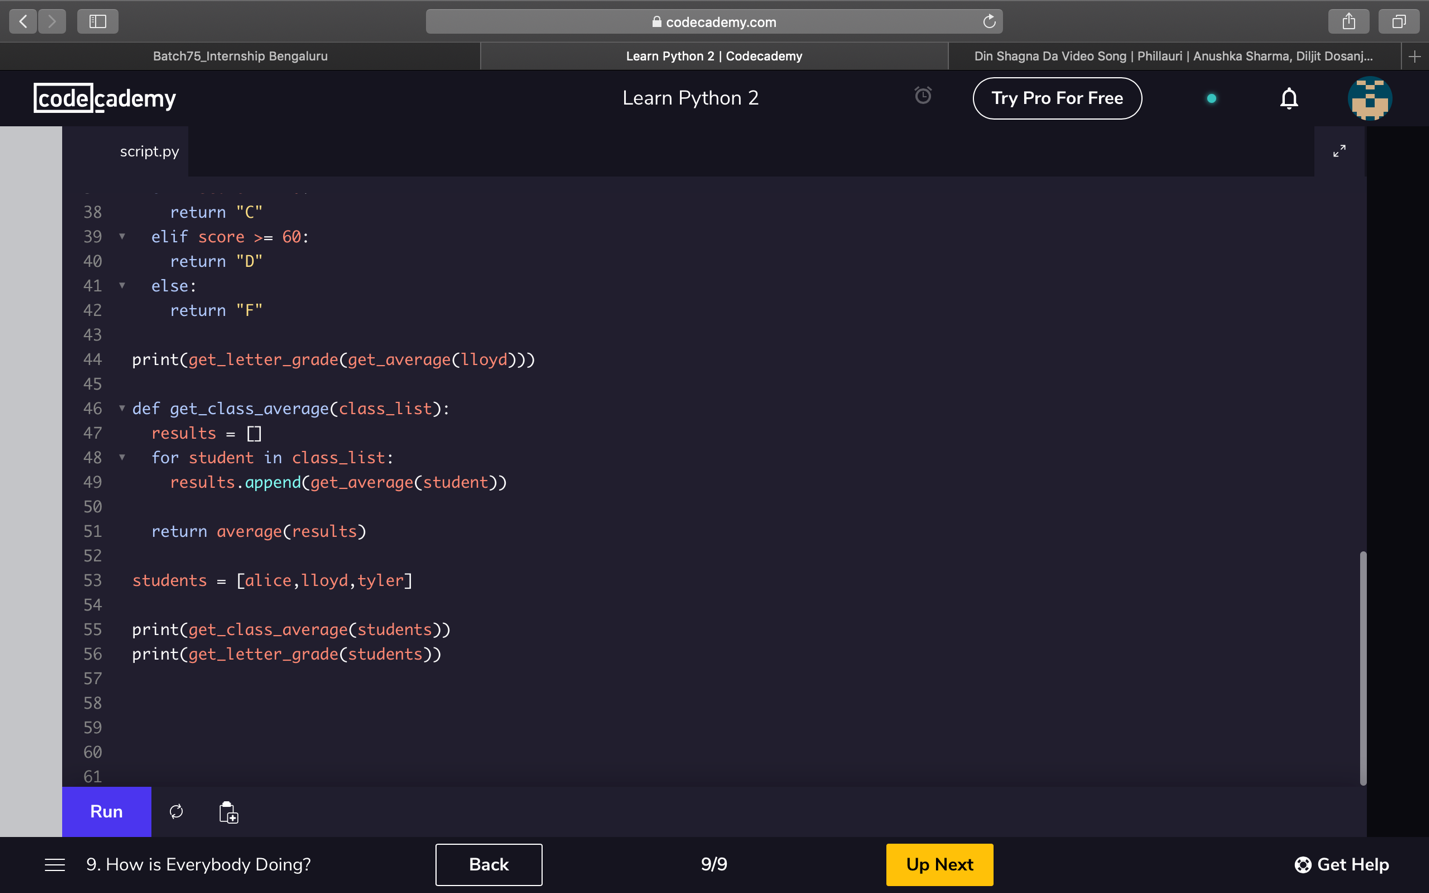 codecademy.com
Batch75_Internship Bengaluru
Learn Python 2 | Codecademy
Din Shagna Da Video Song | Phillauri | Anushka Sharma, Diljit Dosanj...
codecademy
Learn Python 2
Try Pro For Free
script.py
38 return "C"
39 elif score >= 60:
40 return "D"
41 else:
42 return "F"
43
44 print(get_letter_grade(get_average(lloyd)))
45
46 def get_class_average(class_list):
47 results = []
48 for student in class_list:
49 results.append(get_average(student))
50
51 return average(results)
52
53 students = [alice,lloyd,tyler]
54
55 print(get_class_average(students))
56 print(get_letter_grade(students))
57
58
59
60
61
Run
9. How is Everybody Doing?
Back
9/9
Up Next
Get Help